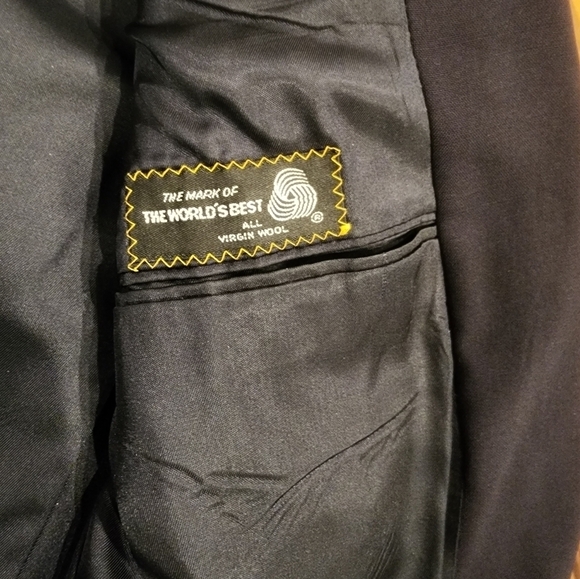 THE MARK OF
THE WORLD'S BEST
ALL
VIRGIN WOOL
®